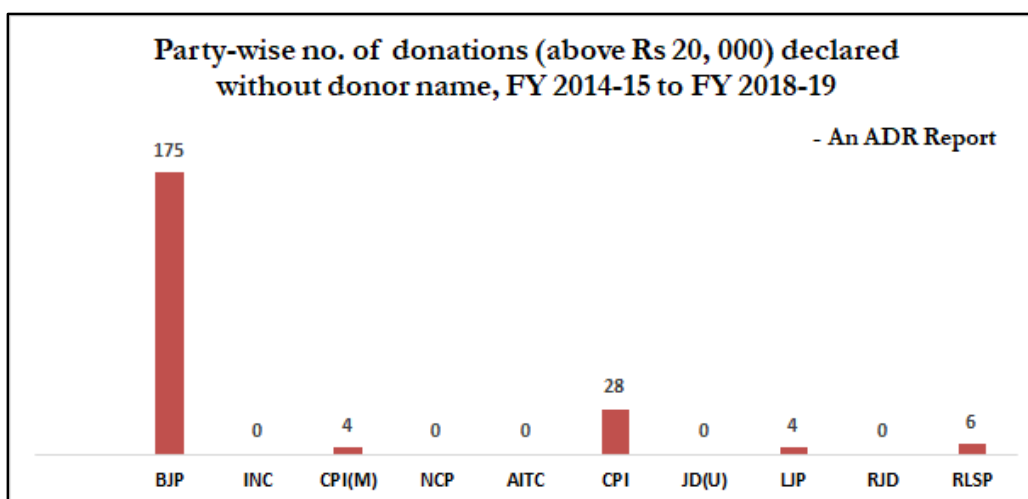 Party-wise no. of donations (above Rs 20, 000) declared
without donor name, FY 2014-15 to FY 2018-19
- An ADR Report
175 0 4 0 0 28 0 4 0 6
BJP INC CPI(M) NCP AITC CPI JD(U) LJP RJD RLSP